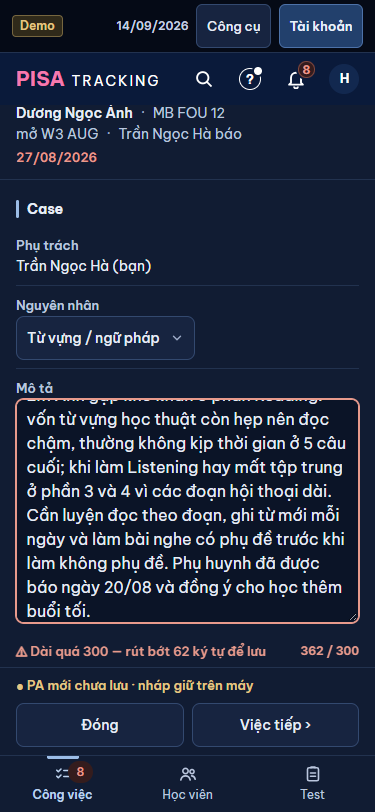 Demo
14/09/2026
Công cụ
Tài khoản
PISA TRACKING
?
8
H
Dương Ngọc Ánh · MB FOU 12
mở W3 AUG · Trần Ngọc Hà báo
27/08/2026
Case
Phụ trách
Trần Ngọc Hà (bạn)
Nguyên nhân
Từ vựng / ngữ pháp
Mô tả
vốn từ vựng học thuật còn hẹp nên đọc
chậm, thường không kịp thời gian ở 5 câu
cuối; khi làm Listening hay mất tập trung
ở phần 3 và 4 vì các đoạn hội thoại dài.
Cần luyện đọc theo đoạn, ghi từ mới mỗi
ngày và làm bài nghe có phụ đề trước khi
làm không phụ đề. Phụ huynh đã được
báo ngày 20/08 và đồng ý cho học thêm
buổi tối.
⚠ Dài quá 300 — rút bớt 62 ký tự để lưu 362 / 300
● PA mới chưa lưu · nháp giữ trên máy
Đóng
Việc tiếp ›
8
Công việc
Học viên
Test